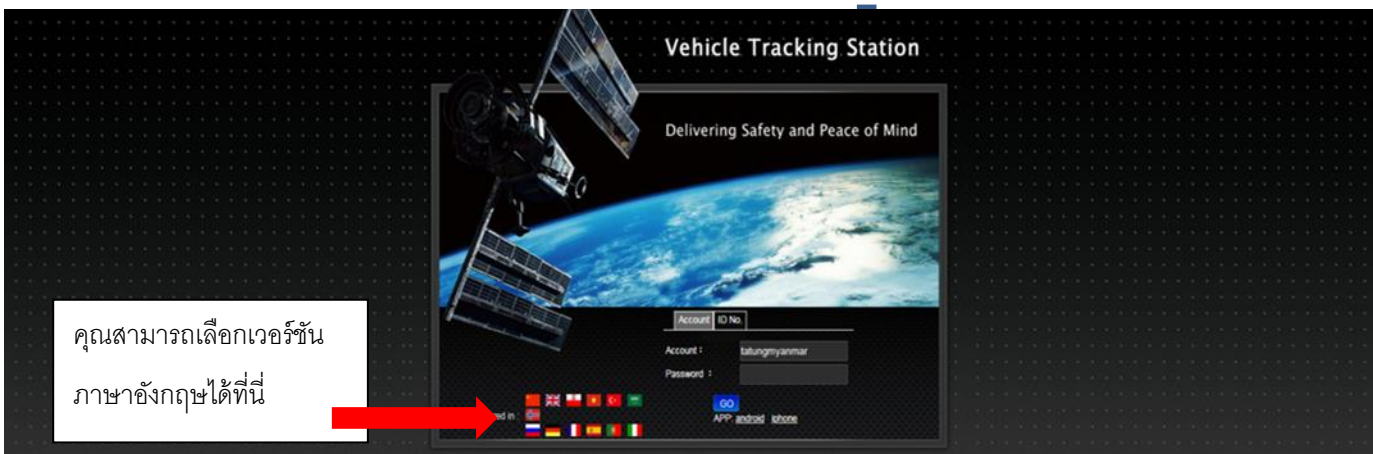 Vehicle Tracking Station
Delivering Safety and Peace of Mind
Account ID No.
คุณสามารถเลือกเวอร์ชัน
ภาษาอังกฤษได้ที่นี่
Account :
tatungmyanmar
Password :
ed in :
GO
APP: android iphone